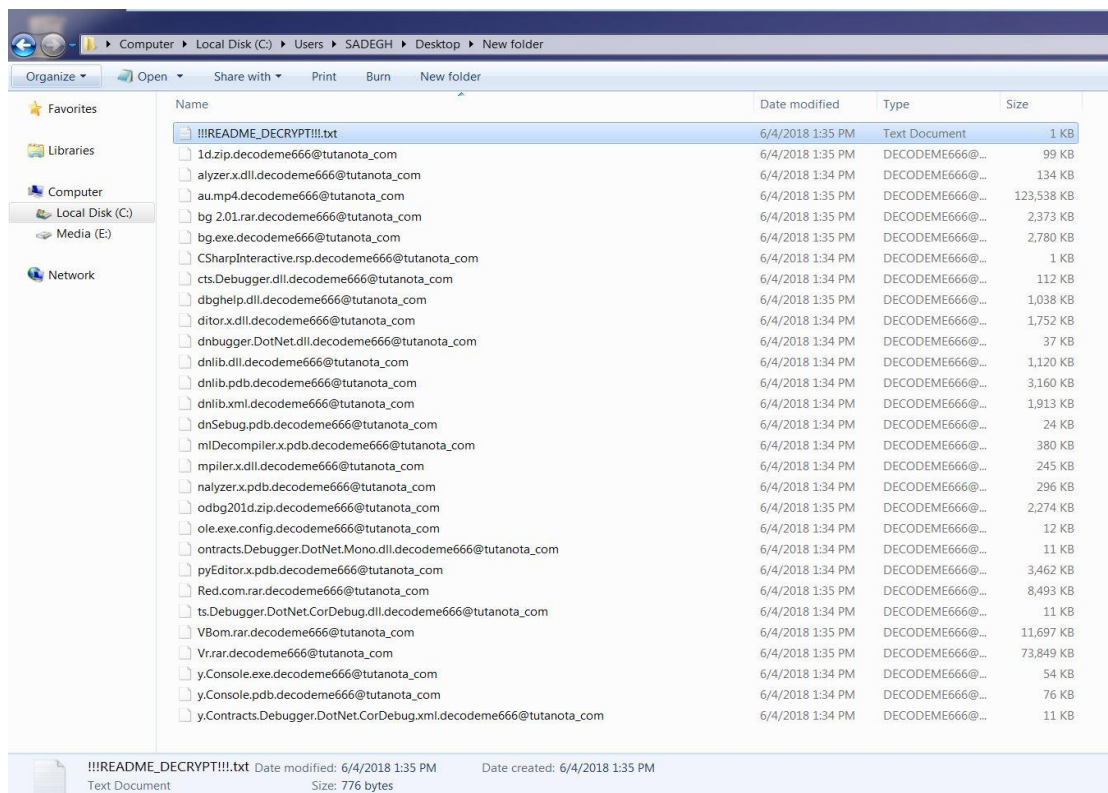 Computer ▸ Local Disk (C:) ▸ Users ▸ SADEGH ▸ Desktop ▸ New folder
Organize Open Share with Print Burn New folder
Favorites
Libraries
Computer
Local Disk (C:)
Media (E:)
Network
Name Date modified Type Size
!!!README_DECRYPT!!!.txt 6/4/2018 1:35 PM Text Document 1 KB
1d.zip.decodeme666@tutanota_com 6/4/2018 1:35 PM DECODEME666@... 99 KB
alyzer.x.dll.decodeme666@tutanota_com 6/4/2018 1:34 PM DECODEME666@... 134 KB
au.mp4.decodeme666@tutanota_com 6/4/2018 1:35 PM DECODEME666@... 123,538 KB
bg 2.01.rar.decodeme666@tutanota_com 6/4/2018 1:35 PM DECODEME666@... 2,373 KB
bg.exe.decodeme666@tutanota_com 6/4/2018 1:35 PM DECODEME666@... 2,780 KB
CSharpInteractive.rsp.decodeme666@tutanota_com 6/4/2018 1:34 PM DECODEME666@... 1 KB
cts.Debugger.dll.decodeme666@tutanota_com 6/4/2018 1:34 PM DECODEME666@... 112 KB
dbghelp.dll.decodeme666@tutanota_com 6/4/2018 1:35 PM DECODEME666@... 1,038 KB
ditor.x.dll.decodeme666@tutanota_com 6/4/2018 1:34 PM DECODEME666@... 1,752 KB
dnbugger.DotNet.dll.decodeme666@tutanota_com 6/4/2018 1:34 PM DECODEME666@... 37 KB
dnlib.dll.decodeme666@tutanota_com 6/4/2018 1:34 PM DECODEME666@... 1,120 KB
dnlib.pdb.decodeme666@tutanota_com 6/4/2018 1:34 PM DECODEME666@... 3,160 KB
dnlib.xml.decodeme666@tutanota_com 6/4/2018 1:34 PM DECODEME666@... 1,913 KB
dnSebug.pdb.decodeme666@tutanota_com 6/4/2018 1:34 PM DECODEME666@... 24 KB
mlDecompiler.x.pdb.decodeme666@tutanota_com 6/4/2018 1:34 PM DECODEME666@... 380 KB
mpiler.x.dll.decodeme666@tutanota_com 6/4/2018 1:34 PM DECODEME666@... 245 KB
nalyzer.x.pdb.decodeme666@tutanota_com 6/4/2018 1:34 PM DECODEME666@... 296 KB
odbg201d.zip.decodeme666@tutanota_com 6/4/2018 1:34 PM DECODEME666@... 2,274 KB
ole.exe.config.decodeme666@tutanota_com 6/4/2018 1:34 PM DECODEME666@... 12 KB
ontracts.Debugger.DotNet.Mono.dll.decodeme666@tutanota_com 6/4/2018 1:34 PM DECODEME666@... 11 KB
pyEditor.x.pdb.decodeme666@tutanota_com 6/4/2018 1:34 PM DECODEME666@... 3,462 KB
Red.com.rar.decodeme666@tutanota_com 6/4/2018 1:35 PM DECODEME666@... 8,493 KB
ts.Debugger.DotNet.CorDebug.dll.decodeme666@tutanota_com 6/4/2018 1:34 PM DECODEME666@... 11 KB
VBom.rar.decodeme666@tutanota_com 6/4/2018 1:35 PM DECODEME666@... 11,697 KB
Vr.rar.decodeme666@tutanota_com 6/4/2018 1:35 PM DECODEME666@... 73,849 KB
y.Console.exe.decodeme666@tutanota_com 6/4/2018 1:34 PM DECODEME666@... 54 KB
y.Console.pdb.decodeme666@tutanota_com 6/4/2018 1:34 PM DECODEME666@... 76 KB
y.Contracts.Debugger.DotNet.CorDebug.xml.decodeme666@tutanota_com 6/4/2018 1:34 PM DECODEME666@... 11 KB
!!!README_DECRYPT!!!.txt Date modified: 6/4/2018 1:35 PM Date created: 6/4/2018 1:35 PM
Text Document Size: 776 bytes